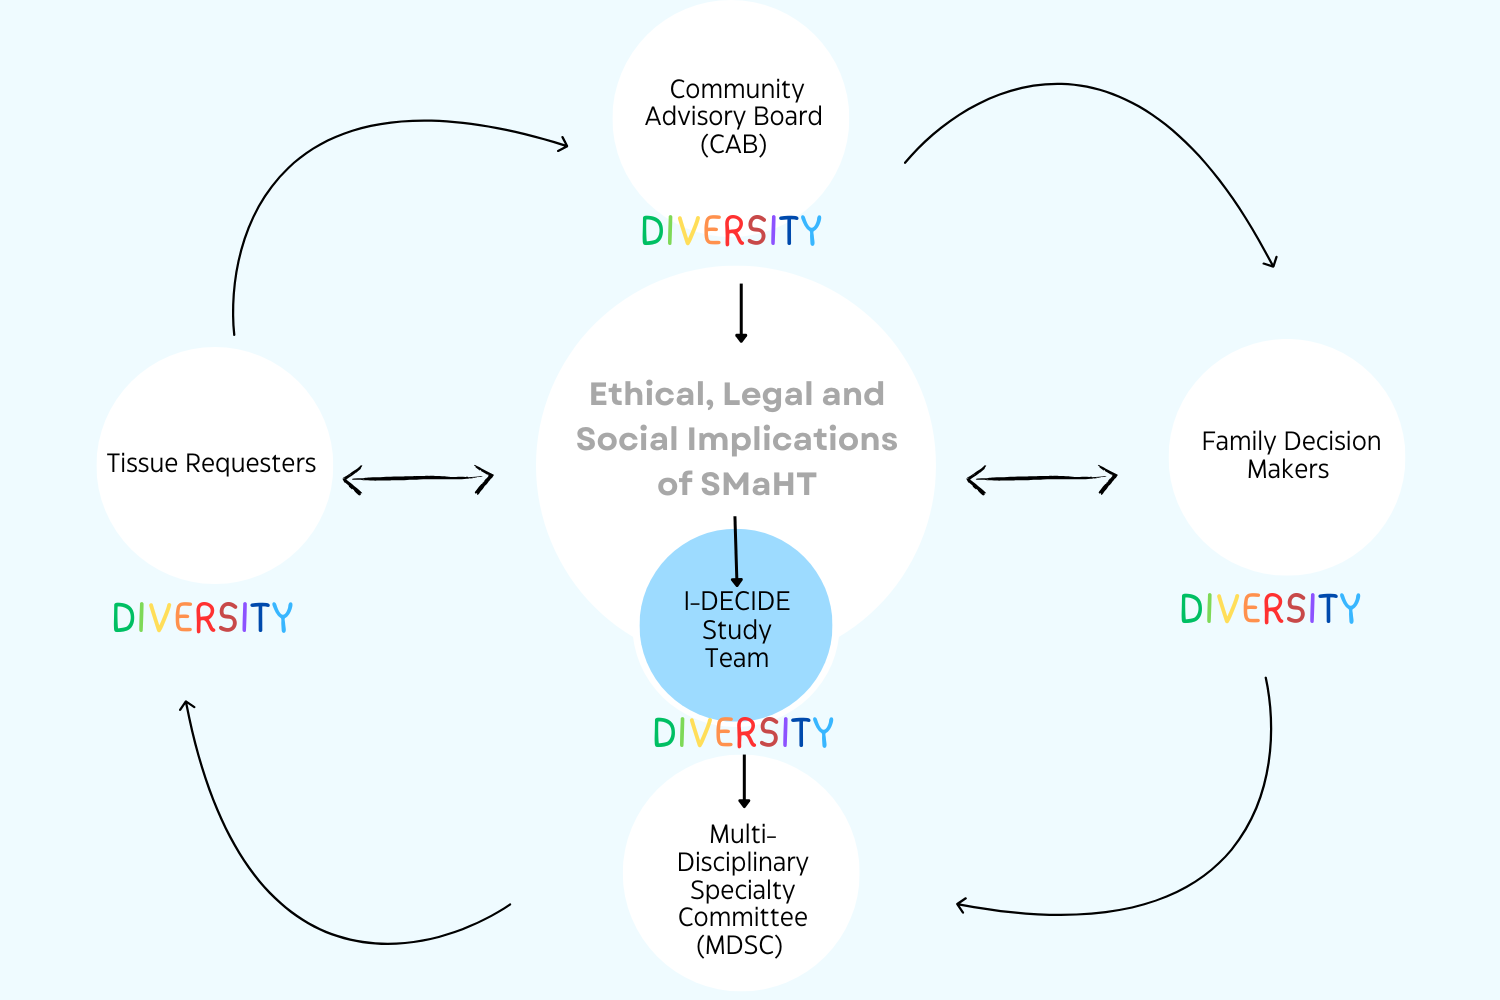 Community
Advisory Board
(CAB)
DIVERSITY
Ethical, Legal and
Social Implications
of SMaHT
Tissue Requesters
DIVERSITY
Family Decision
Makers
DIVERSITY
I-DECIDE
Study
Team
DIVERSITY
Multi-
Disciplinary
Specialty
Committee
(MDSC)